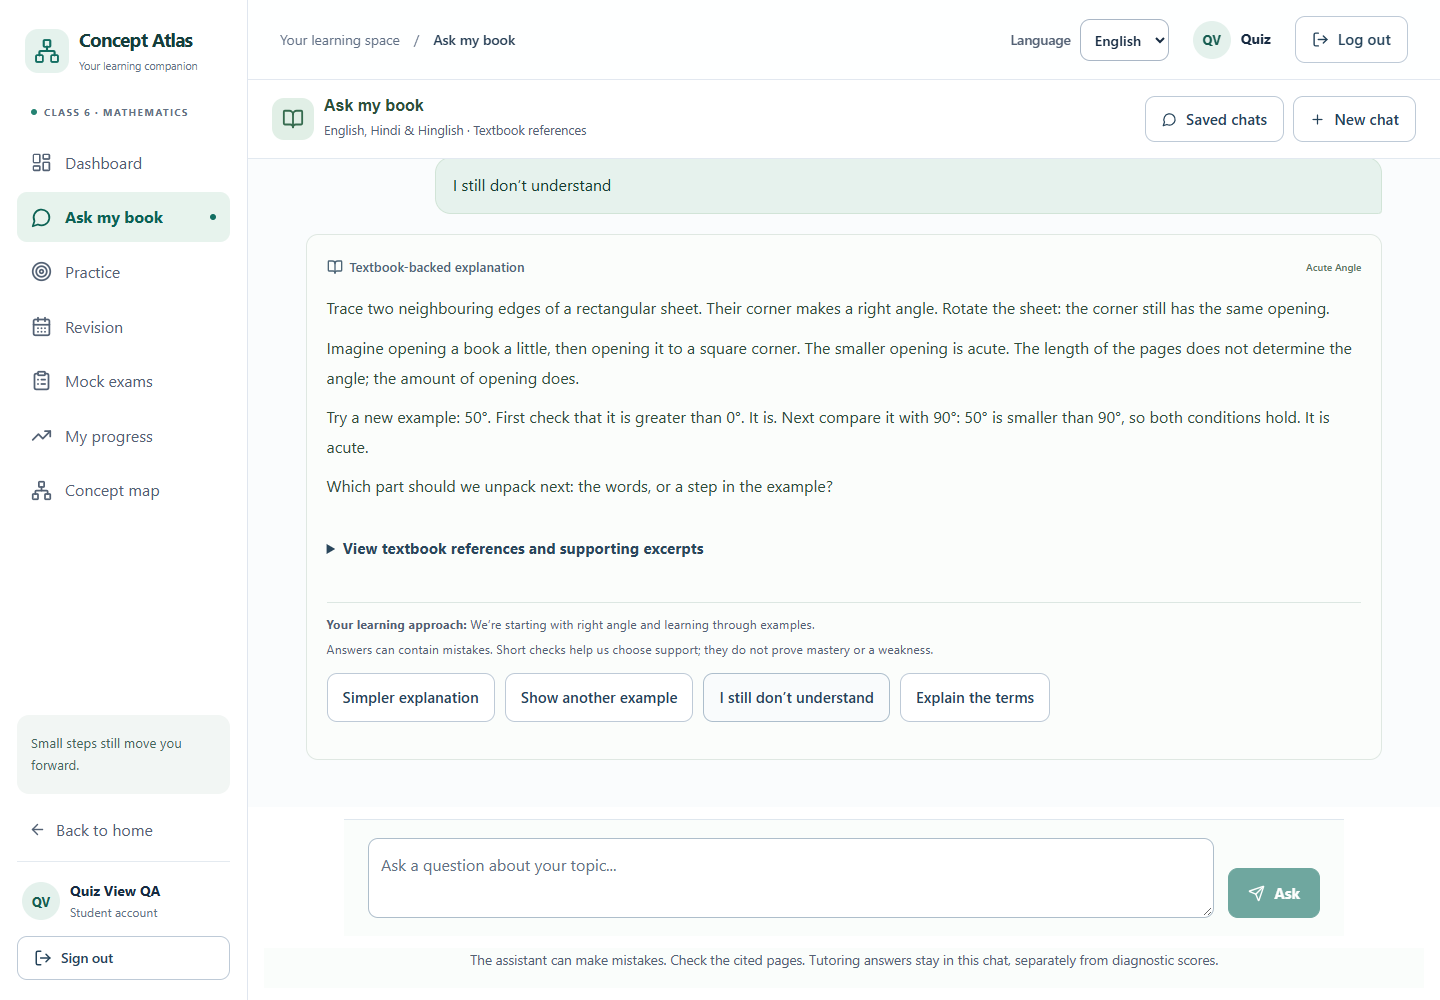 Concept Atlas
Your learning companion
CLASS 6 · MATHEMATICS
Dashboard
Ask my book
Practice
Revision
Mock exams
My progress
Concept map
Small steps still move you
forward.
Back to home
QV
Quiz View QA
Student account
Sign out
Your learning space / Ask my book
Language
English
QV
Quiz
Log out
Ask my book
English, Hindi & Hinglish · Textbook references
Saved chats
New chat
I still don’t understand
Textbook-backed explanation
Acute Angle
Trace two neighbouring edges of a rectangular sheet. Their corner makes a right angle. Rotate the sheet: the corner still has the same opening.
Imagine opening a book a little, then opening it to a square corner. The smaller opening is acute. The length of the pages does not determine the
angle; the amount of opening does.
Try a new example: 50°. First check that it is greater than 0°. It is. Next compare it with 90°: 50° is smaller than 90°, so both conditions hold. It is
acute.
Which part should we unpack next: the words, or a step in the example?
View textbook references and supporting excerpts
Your learning approach: We’re starting with right angle and learning through examples.
Answers can contain mistakes. Short checks help us choose support; they do not prove mastery or a weakness.
Simpler explanation
Show another example
I still don’t understand
Explain the terms
Ask a question about your topic...
Ask
The assistant can make mistakes. Check the cited pages. Tutoring answers stay in this chat, separately from diagnostic scores.